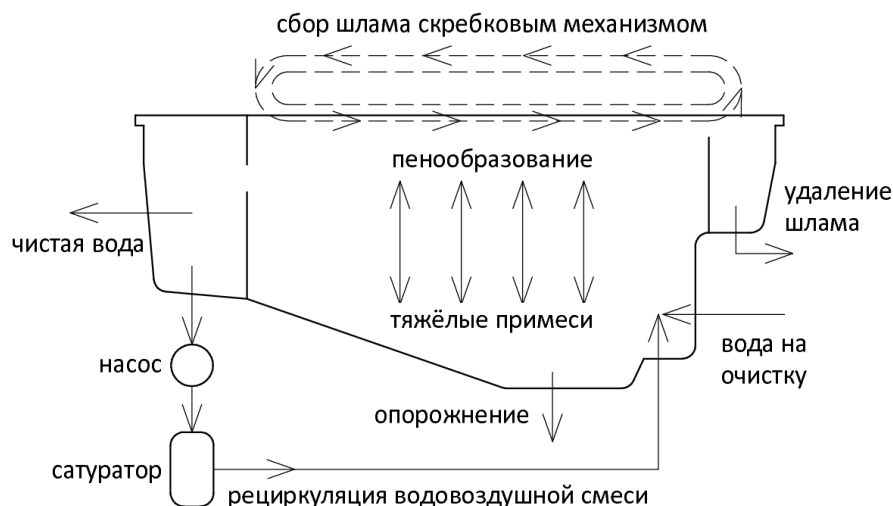 сбор шлама скребковым механизмом
пенообразование
удаление
шлама
чистая вода
тяжёлые примеси
вода на
очистку
насос
опорожнение
сатуратор
рециркуляция водовоздушной смеси